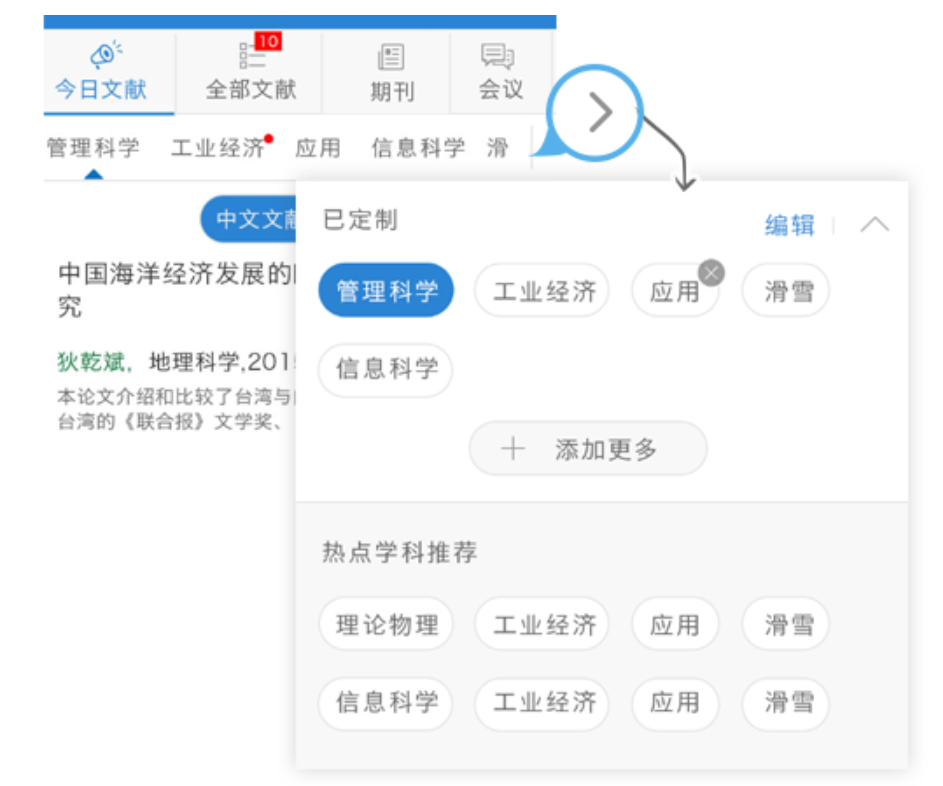 10
今日文献 全部文献 期刊 会议
管理科学 工业经济 应用 信息科学 滑
中文文献
中国海洋经济发展的
究
狄乾斌，地理科学,201
本论文介绍和比较了台湾与
台湾的《联合报》文学奖、
已定制 编辑
管理科学 工业经济 应用 滑雪
信息科学
添加更多
热点学科推荐
理论物理 工业经济 应用 滑雪
信息科学 工业经济 应用 滑雪